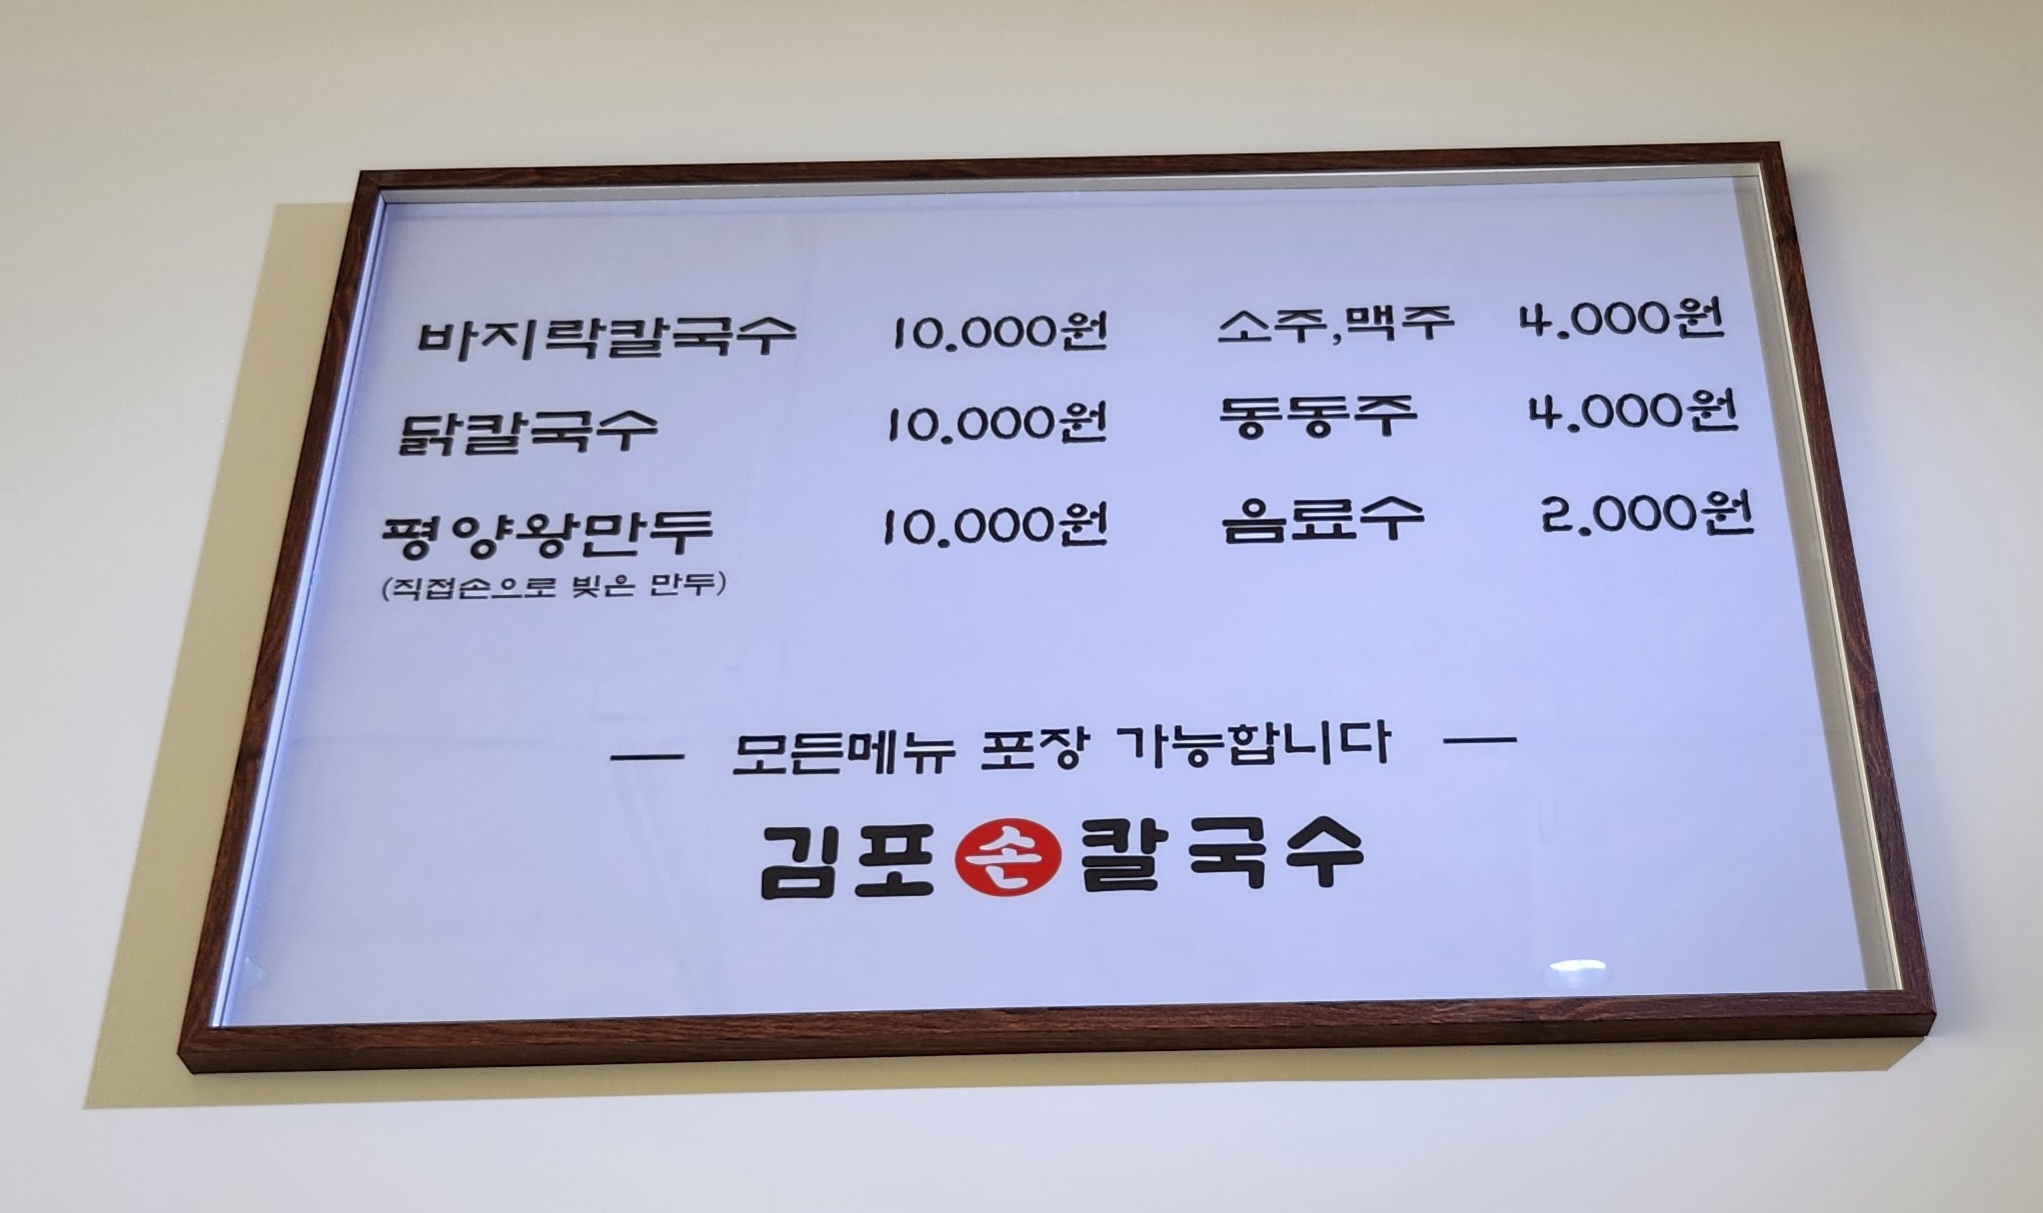 바지락칼국수 10.000원 소주,맥주 4.000원
닭칼국수 10.000원 동동주 4.000원
평양왕만두 10.000원 음료수 2.000원
(직접손으로 빚은 만두)
― 모든메뉴 포장 가능합니다 ―
김포손칼국수